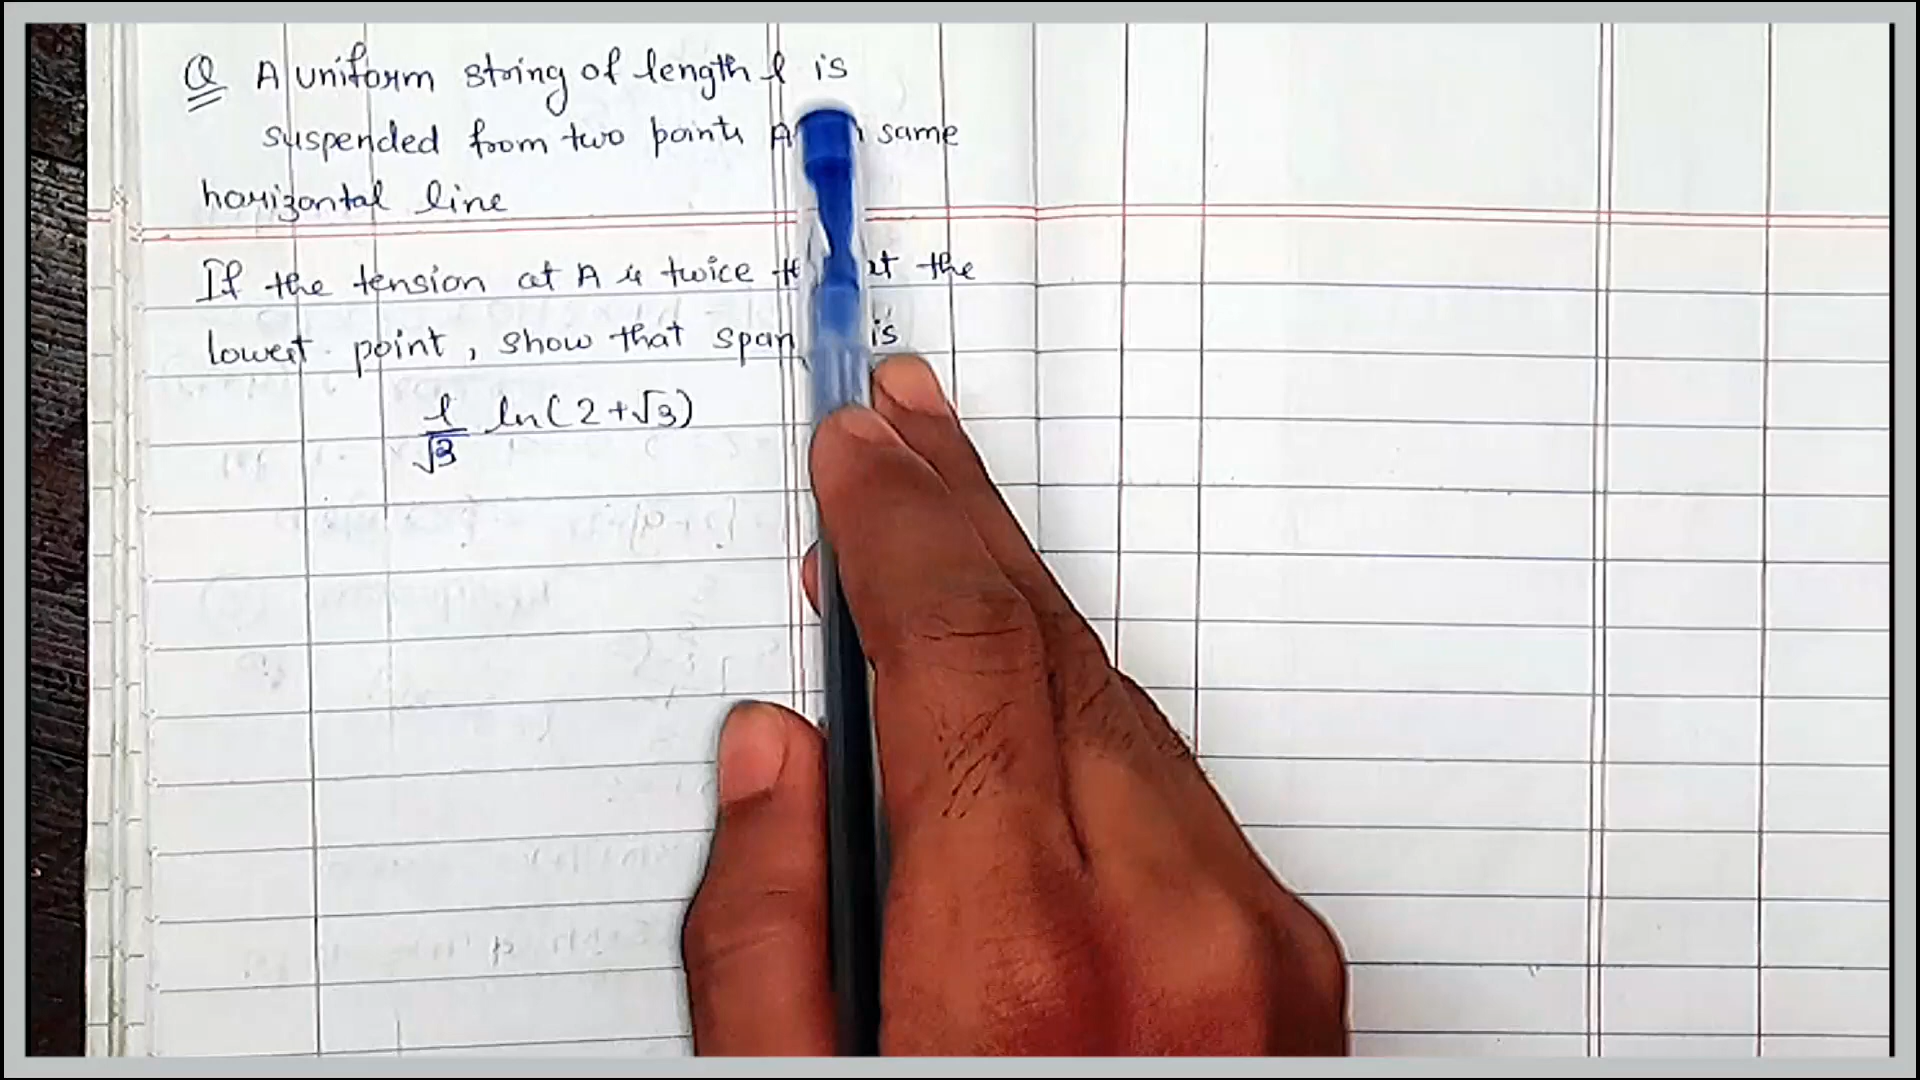 Q A uniform string of length l is
suspended from two points A same
horizontal line
If the tension at A is twice at the
lowest point, show that span is
l/√3 ln(2+√3)